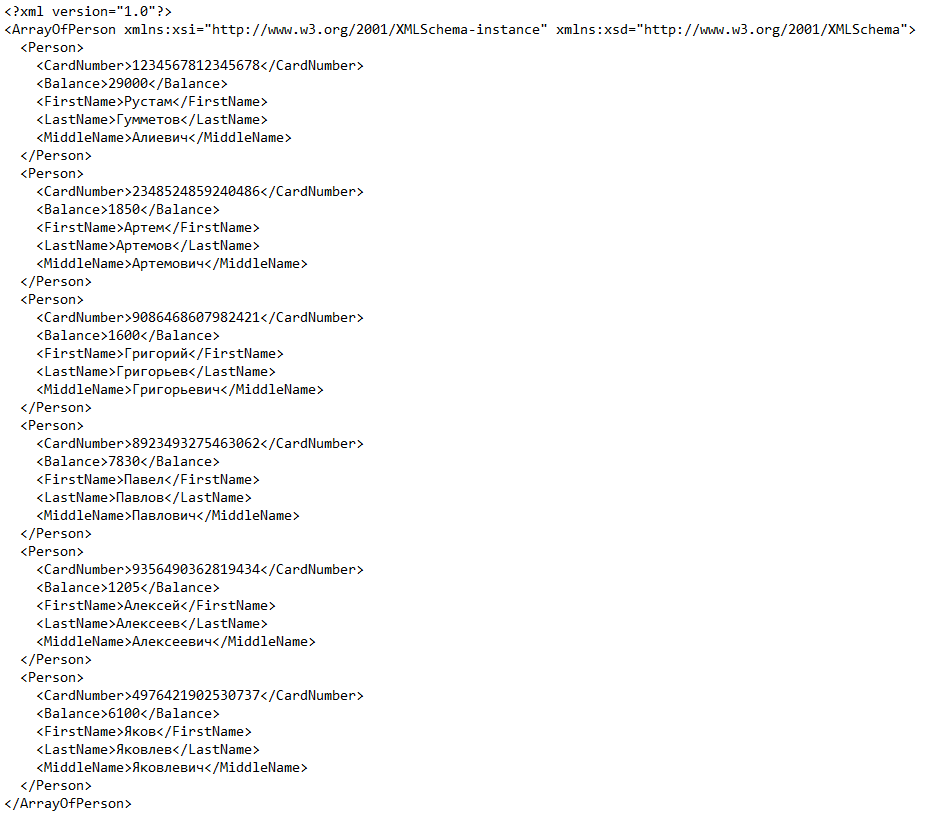 <?xml version="1.0"?>
<ArrayOfPerson xmlns:xsi="http://www.w3.org/2001/XMLSchema-instance" xmlns:xsd="http://www.w3.org/2001/XMLSchema">
  <Person>
    <CardNumber>1234567812345678</CardNumber>
    <Balance>29000</Balance>
    <FirstName>Рустам</FirstName>
    <LastName>Гумметов</LastName>
    <MiddleName>Алиевич</MiddleName>
  </Person>
  <Person>
    <CardNumber>2348524859240486</CardNumber>
    <Balance>1850</Balance>
    <FirstName>Артем</FirstName>
    <LastName>Артемов</LastName>
    <MiddleName>Артемович</MiddleName>
  </Person>
  <Person>
    <CardNumber>9086468607982421</CardNumber>
    <Balance>1600</Balance>
    <FirstName>Григорий</FirstName>
    <LastName>Григорьев</LastName>
    <MiddleName>Григорьевич</MiddleName>
  </Person>
  <Person>
    <CardNumber>8923493275463062</CardNumber>
    <Balance>7830</Balance>
    <FirstName>Павел</FirstName>
    <LastName>Павлов</LastName>
    <MiddleName>Павлович</MiddleName>
  </Person>
  <Person>
    <CardNumber>9356490362819434</CardNumber>
    <Balance>1205</Balance>
    <FirstName>Алексей</FirstName>
    <LastName>Алексеев</LastName>
    <MiddleName>Алексеевич</MiddleName>
  </Person>
  <Person>
    <CardNumber>4976421902530737</CardNumber>
    <Balance>6100</Balance>
    <FirstName>Яков</FirstName>
    <LastName>Яковлев</LastName>
    <MiddleName>Яковлевич</MiddleName>
  </Person>
</ArrayOfPerson>